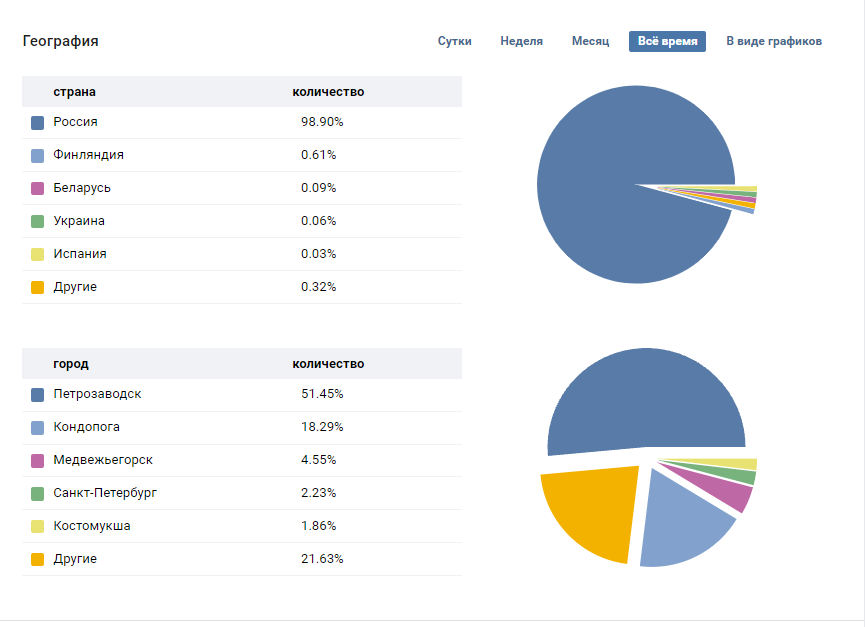 География Сутки Неделя Месяц Всё время В виде графиков
страна количество
Россия 98.90%
Финляндия 0.61%
Беларусь 0.09%
Украина 0.06%
Испания 0.03%
Другие 0.32%
город количество
Петрозаводск 51.45%
Кондопога 18.29%
Медвежьегорск 4.55%
Санкт-Петербург 2.23%
Костомукша 1.86%
Другие 21.63%